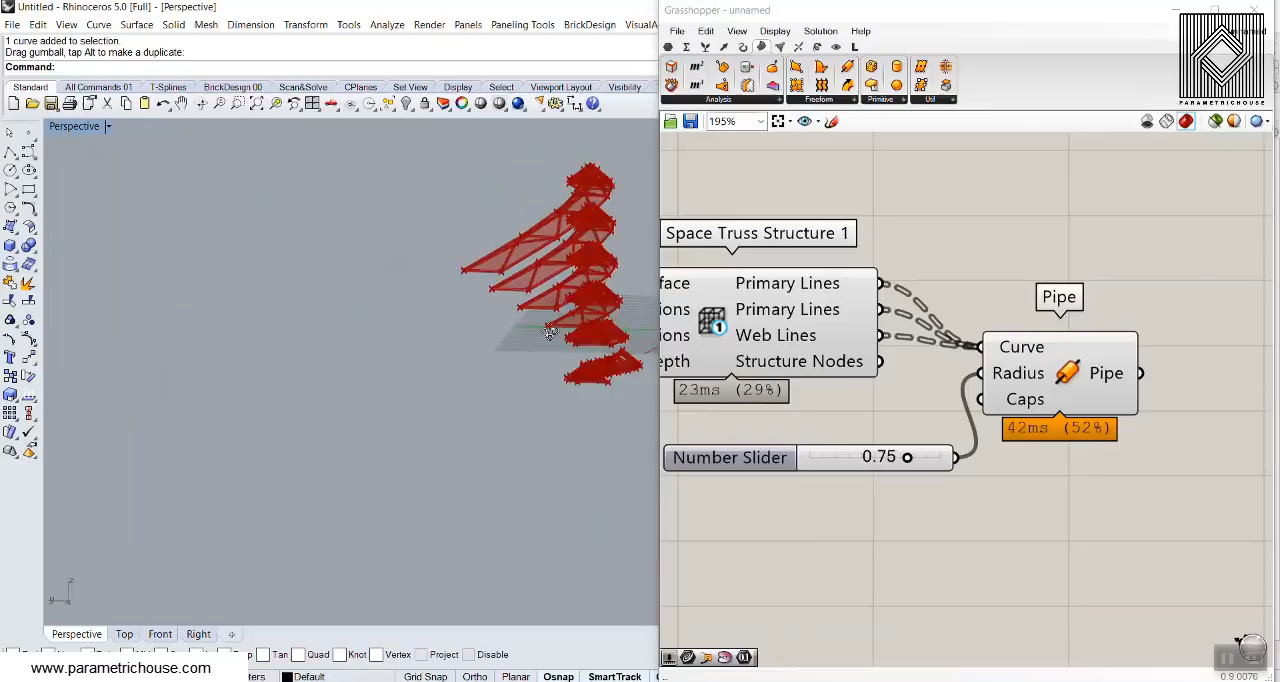 Untitled - Rhinoceros 5.0 [Full] - [Perspective]
File Edit View Curve Surface Solid Mesh Dimension Transform Tools Analyze Render Panels Paneling Tools BrickDesign VisualA
1 curve added to selection.
Drag gumball, tap Alt to make a duplicate:
Command:
Standard All Commands 01 T-Splines BrickDesign 00 Scan&Solve CPlanes Set View Display Select Viewport Layout Visibility
Perspective
z
y x
Perspective Top Front Right
Tan Quad Knot Vertex Project Disable
www.parametrichouse.com
eters Default Grid Snap Ortho Planar Osnap SmartTrack
Grasshopper - unnamed
File Edit View Curve Display Solution Help
unnamed
PARAMETRICHOUSE
L
m² m³
Analysis Freeform Primitive Util
195%
Space Truss Structure 1
face Primary Lines
ions Primary Lines
ions Web Lines
epth Structure Nodes
23ms (29%)
Pipe
Curve
Radius Pipe
Caps
42ms (52%)
Number Slider 0.75
0.9.0076